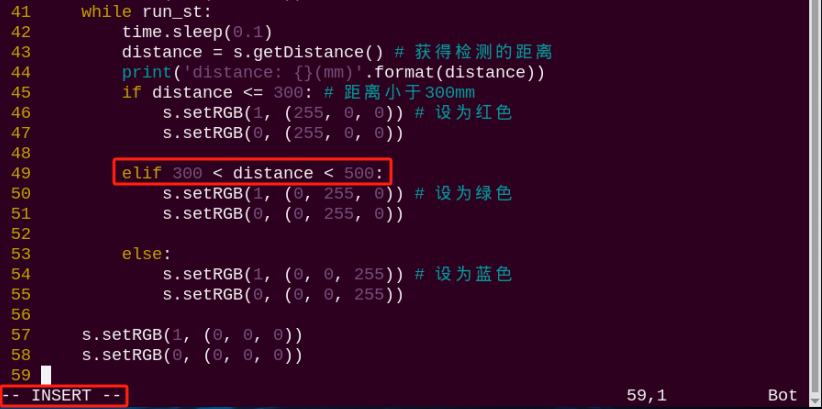 41     while run_st:
42         time.sleep(0.1)
43         distance = s.getDistance() # 获得检测的距离
44         print('distance: {}(mm)'.format(distance))
45         if distance <= 300: # 距离小于300mm
46             s.setRGB(1, (255, 0, 0)) # 设为红色
47             s.setRGB(0, (255, 0, 0))
48
49         elif 300 < distance < 500:
50             s.setRGB(1, (0, 255, 0)) # 设为绿色
51             s.setRGB(0, (0, 255, 0))
52
53         else:
54             s.setRGB(1, (0, 0, 255)) # 设为蓝色
55             s.setRGB(0, (0, 0, 255))
56
57     s.setRGB(1, (0, 0, 0))
58     s.setRGB(0, (0, 0, 0))
59
-- INSERT -- 59,1 Bot